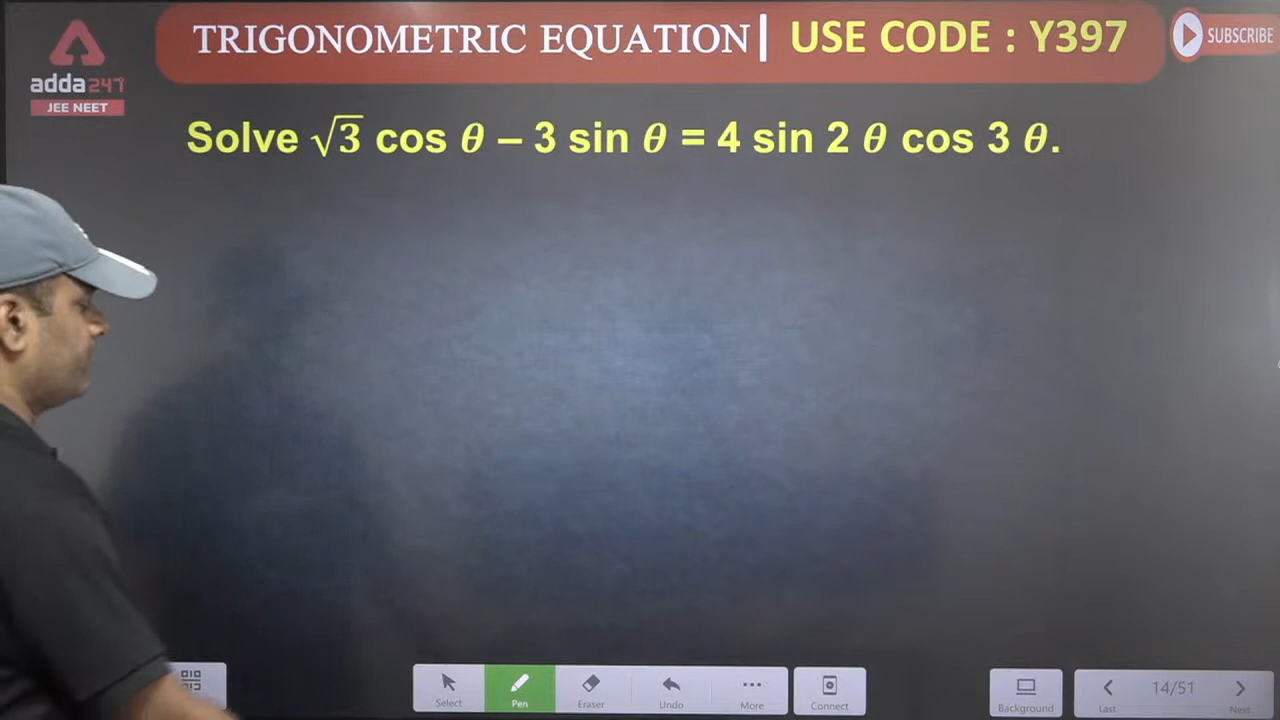 TRIGONOMETRIC EQUATION| USE CODE : Y397
SUBSCRIBE
adda247
JEE NEET
Solve √3 cos θ – 3 sin θ = 4 sin 2 θ cos 3 θ.
Select
Pen
Eraser
Undo
More
Connect
Background
Last
14/51
Next